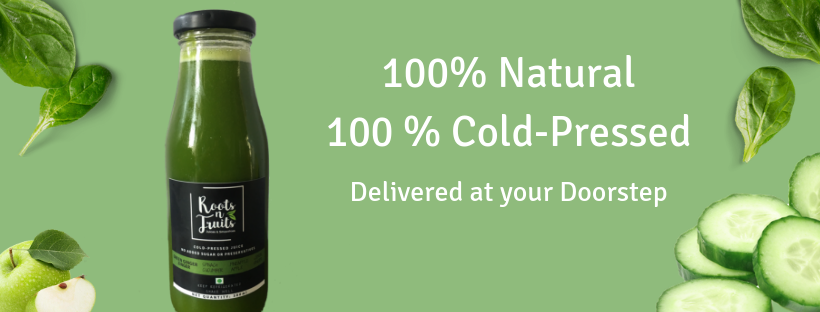 100% Natural
100 % Cold-Pressed
Delivered at your Doorstep
Roots
n
Fruits
COLD-PRESSED JUICE
NO ADDED SUGAR OR PRESERVATIVES